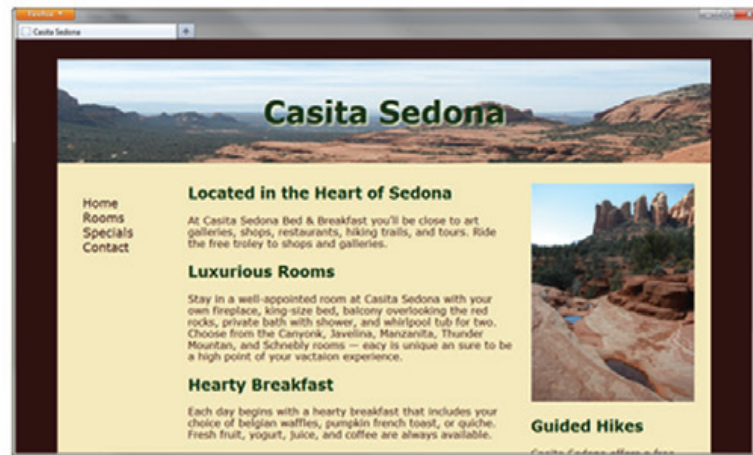 Firefox
Casita Sedona
Casita Sedona
Home
Rooms
Specials
Contact
Located in the Heart of Sedona
At Casita Sedona Bed & Breakfast you'll be close to art
galleries, shops, restaurants, hiking trails, and tours. Ride
the free troley to shops and galleries.
Luxurious Rooms
Stay in a well-appointed room at Casita Sedona with your
own fireplace, king-size bed, balcony overlooking the red
rocks, private bath with shower, and whirlpool tub for two.
Choose from the Canyonk, Javelina, Manzanita, Thunder
Mountan, and Schnebly rooms — eacy is unique an sure to be
a high point of your vactaion experience.
Hearty Breakfast
Each day begins with a hearty breakfast that includes your
choice of belgian waffles, pumpkin french toast, or quiche.
Fresh fruit, yogurt, juice, and coffee are always available.
Guided Hikes
Casita Sedona offers a free